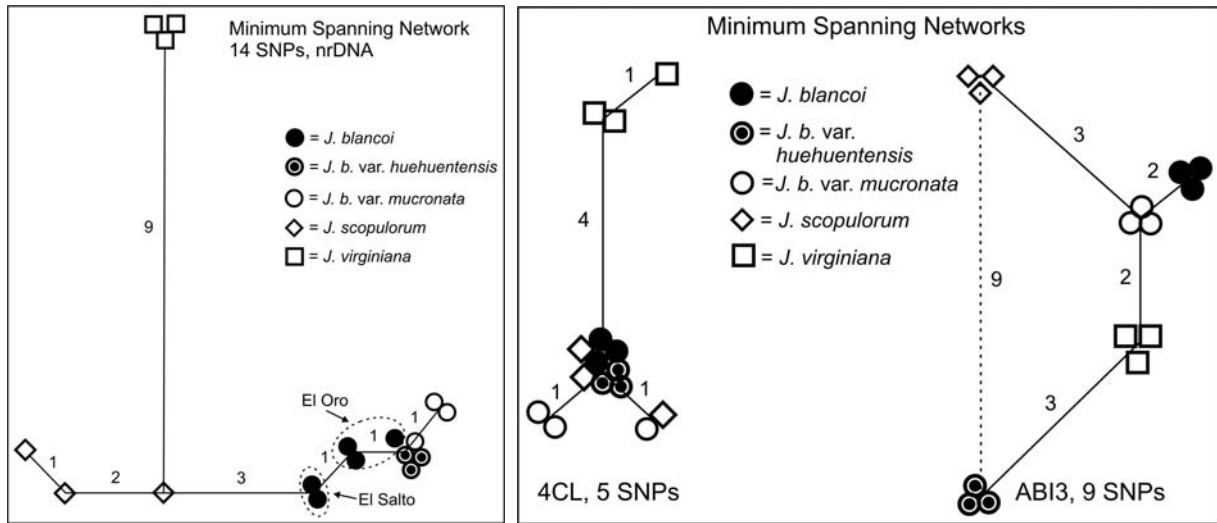 Minimum Spanning Network
14 SNPs, nrDNA
9
= J. blancoi
= J. b. var. huehuentensis
= J. b. var. mucronata
= J. scopulorum
= J. virginiana
El Oro
1
1
1
1
2
3
El Salto
Minimum Spanning Networks
1
4
1
1
4CL, 5 SNPs
= J. blancoi
= J. b. var.
huehuentensis
= J. b. var. mucronata
= J. scopulorum
= J. virginiana
3
2
9
2
3
ABI3, 9 SNPs